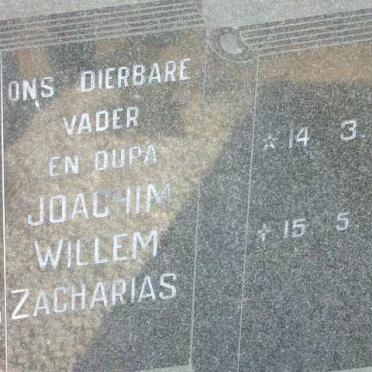 ONS DIERBARE
VADER
EN OUPA
JOACHIM
WILLEM
ZACHARIAS
☆ 14 3.
✝ 15 5